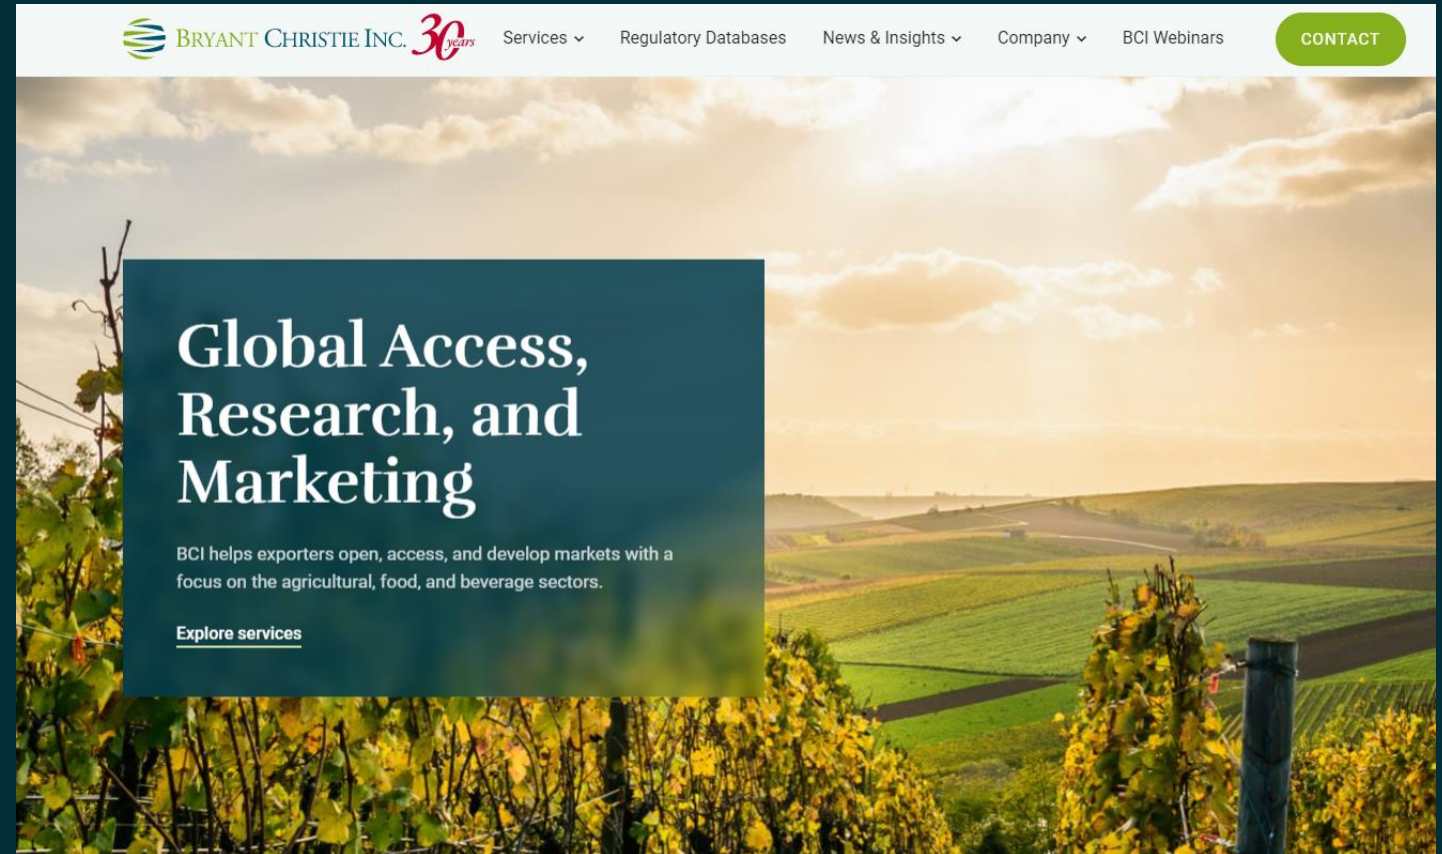 BRYANT CHRISTIE INC. 30 years
Services
Regulatory Databases
News & Insights
Company
BCI Webinars
CONTACT
Global Access,
Research, and
Marketing
BCI helps exporters open, access, and develop markets with a
focus on the agricultural, food, and beverage sectors.
Explore services